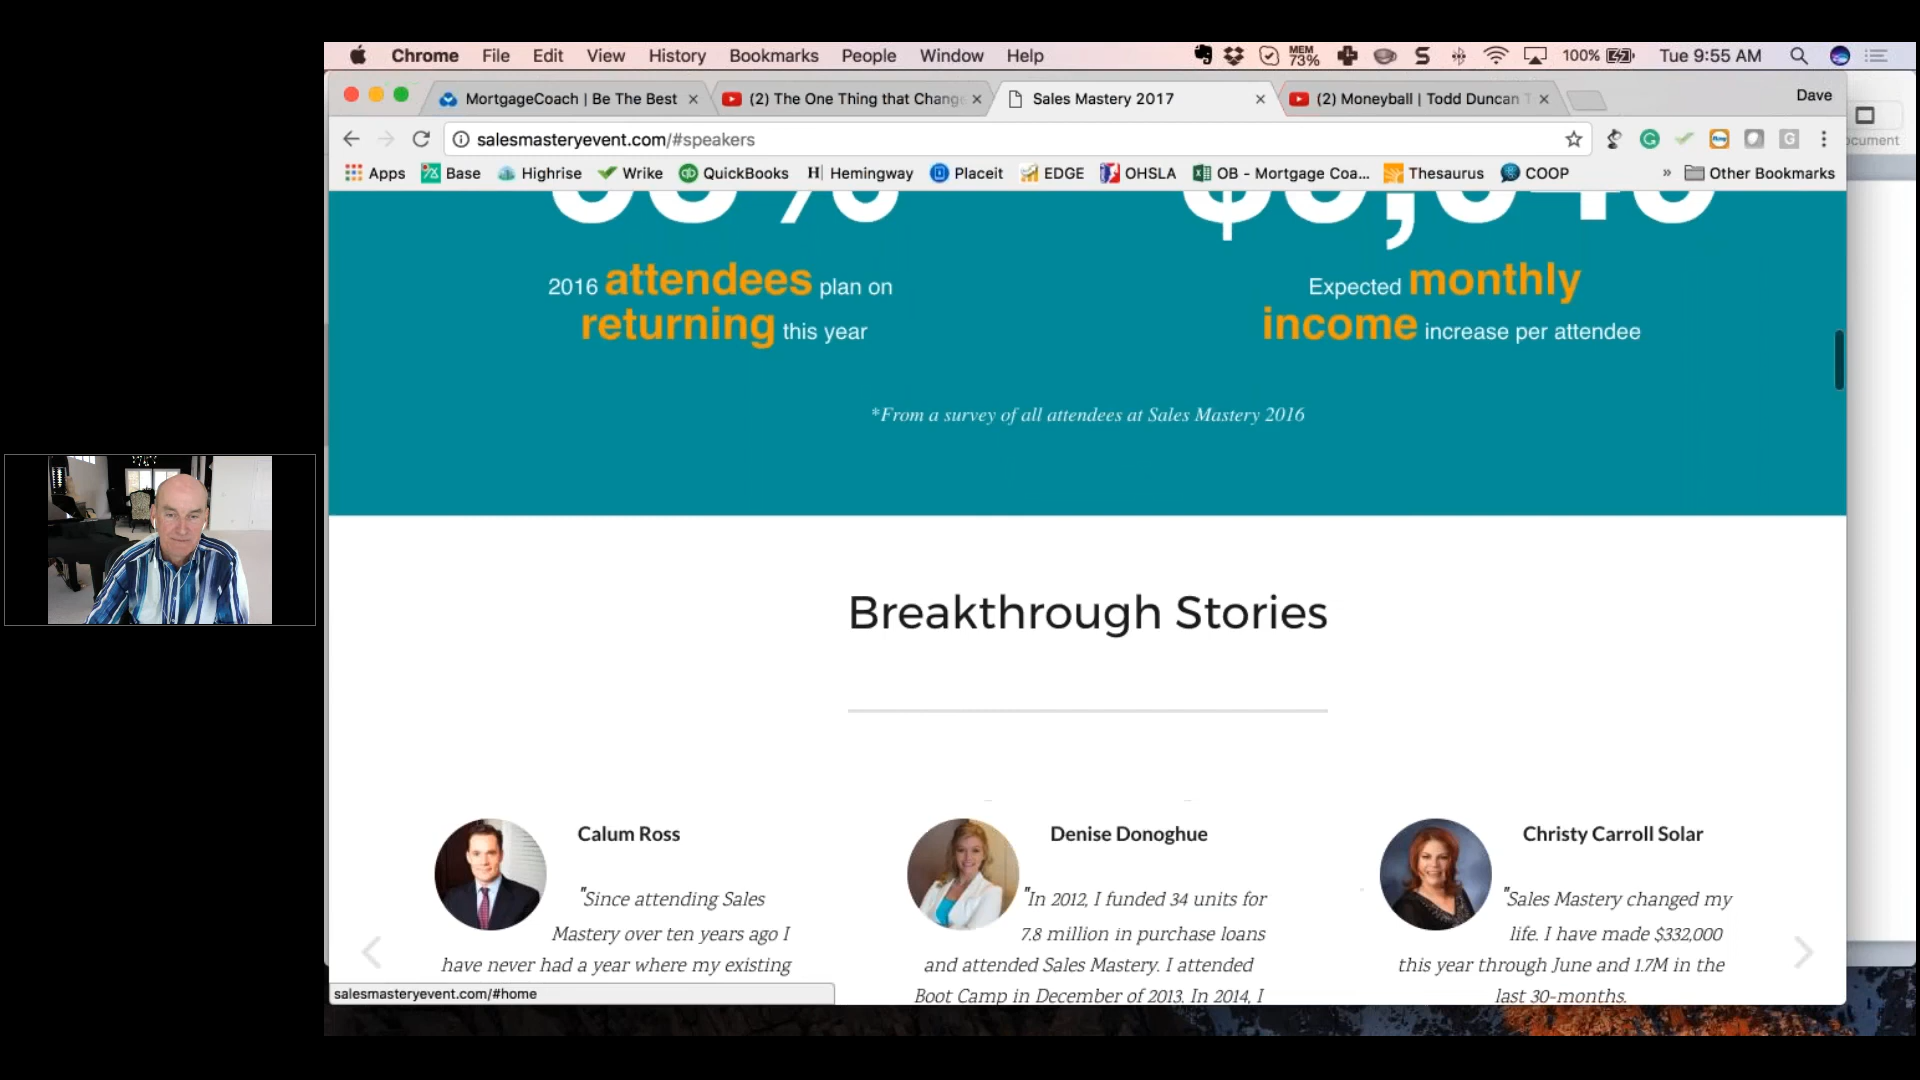 Chrome File Edit View History Bookmarks People Window Help MEM 73% 100% Tue 9:55 AM
MortgageCoach | Be The Best (2) The One Thing that Chang Sales Mastery 2017 (2) Moneyball | Todd Duncan T Dave
salesmasteryevent.com/#speakers
Apps Base Highrise Wrike QuickBooks Hemingway Placeit EDGE OHSLA OB - Mortgage Coa... Thesaurus COOP » Other Bookmarks
2016 attendees plan on
returning this year
Expected monthly
income increase per attendee
*From a survey of all attendees at Sales Mastery 2016
Breakthrough Stories
Calum Ross
"Since attending Sales
Mastery over ten years ago I
have never had a year where my existing
Denise Donoghue
"In 2012, I funded 34 units for
7.8 million in purchase loans
and attended Sales Mastery. I attended
Boot Camp in December of 2013. In 2014, I
Christy Carroll Solar
"Sales Mastery changed my
life. I have made $332,000
this year through June and 1.7M in the
last 30-months.
salesmasteryevent.com/#home